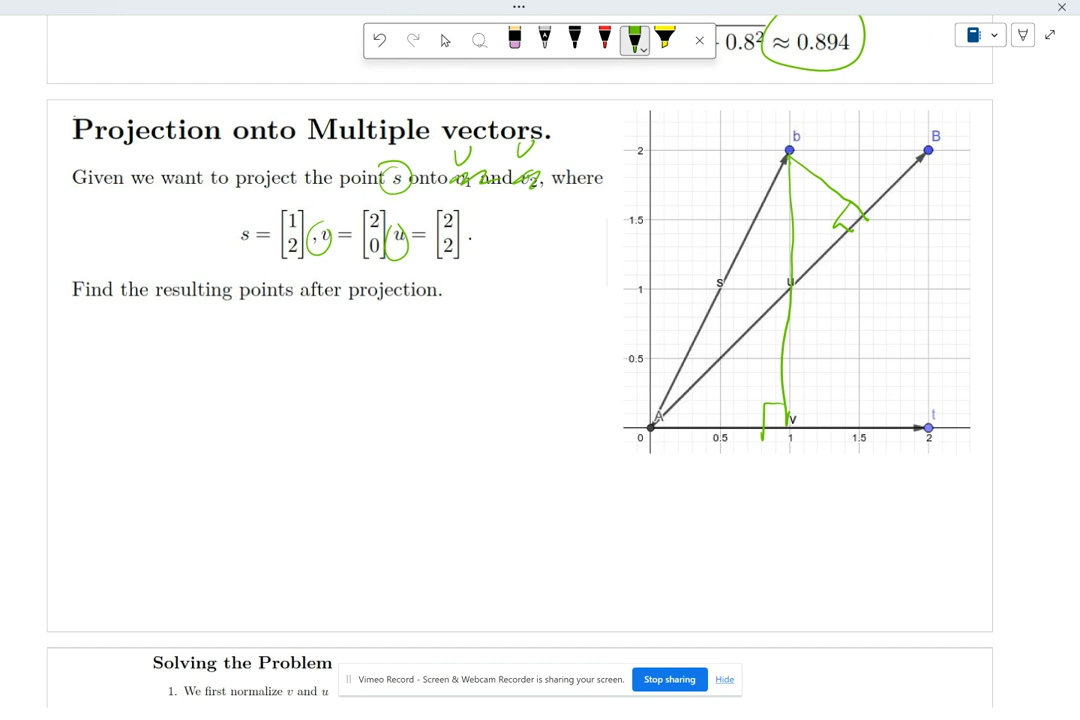 0.8² ≈ 0.894
Projection onto Multiple vectors.
Given we want to project the point s onto and , where
s = [1 2], v = [2 0] u = [2 2].
Find the resulting points after projection.
b
B
2
1.5
s
u
1
0.5
A
v
t
0
0.5
1
1.5
2
Solving the Problem
1. We first normalize v and u
Vimeo Record - Screen & Webcam Recorder is sharing your screen.
Stop sharing
Hide